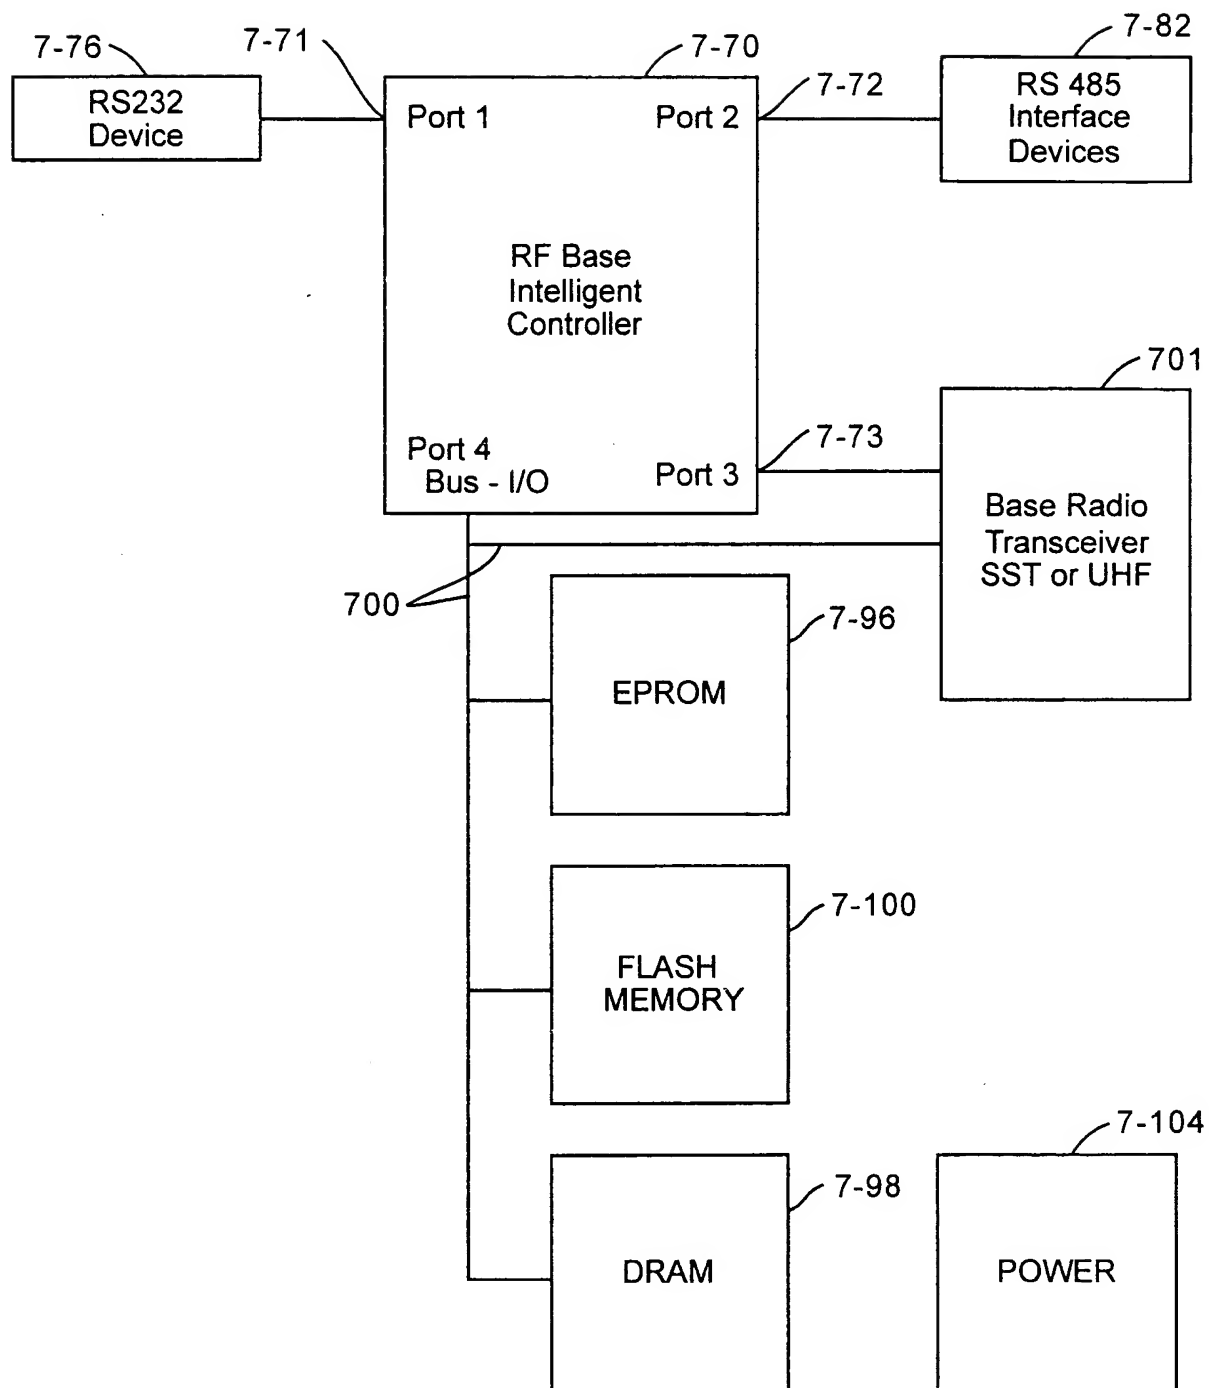 7-76
7-71
7-70
7-82
RS232
Device
Port 1
Port 2
7-72
RS 485
Interface
Devices
RF Base
Intelligent
Controller
701
Port 4
Bus - I/O
Port 3
7-73
Base Radio
Transceiver
SST or UHF
700
7-96
EPROM
7-100
FLASH
MEMORY
7-98
DRAM
7-104
POWER